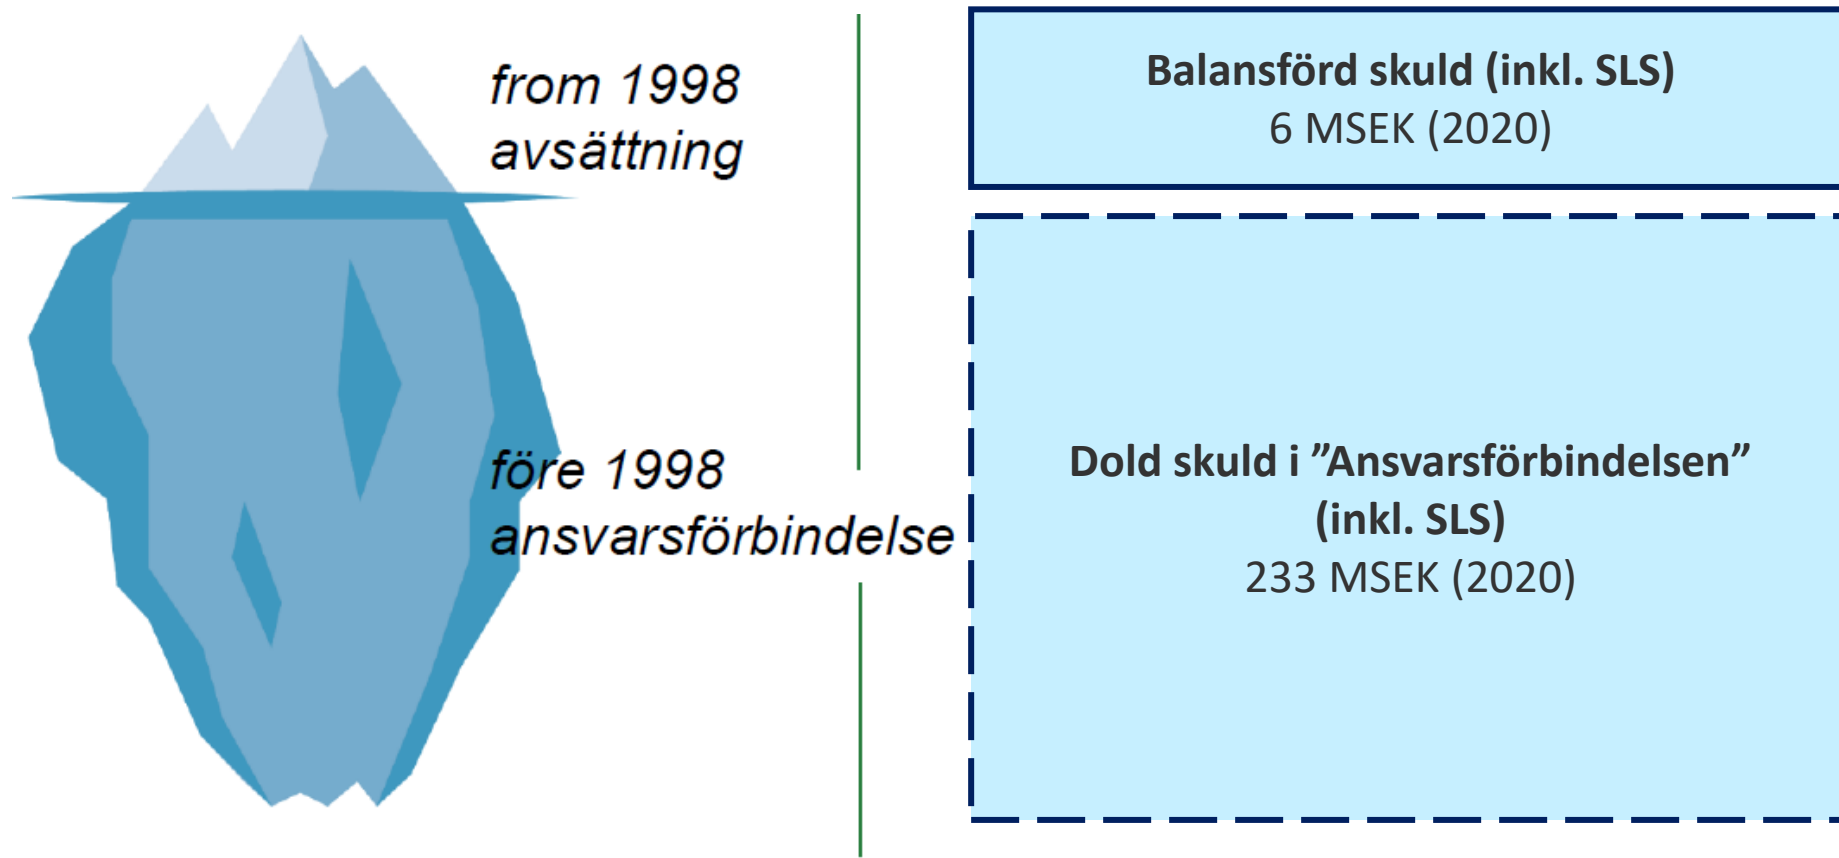 from 1998
avsättning
Balansförd skuld (inkl. SLS)
6 MSEK (2020)
före 1998
ansvarsförbindelse
Dold skuld i ”Ansvarsförbindelsen”
(inkl. SLS)
233 MSEK (2020)